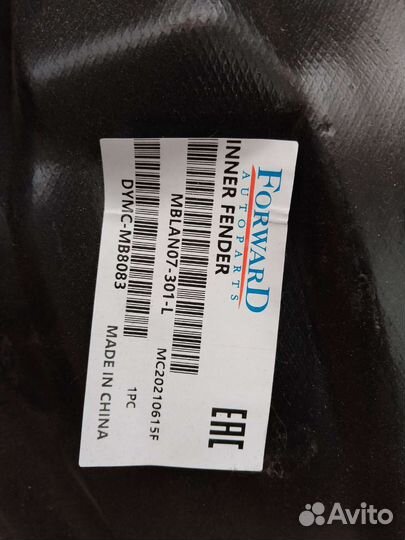 FORWARD
AUTOPARTS
INNER FENDER
MBLAN07-301-L
MC20210615F
DYMC-MB8083
1PC
MADE IN CHINA
EAC
Avito